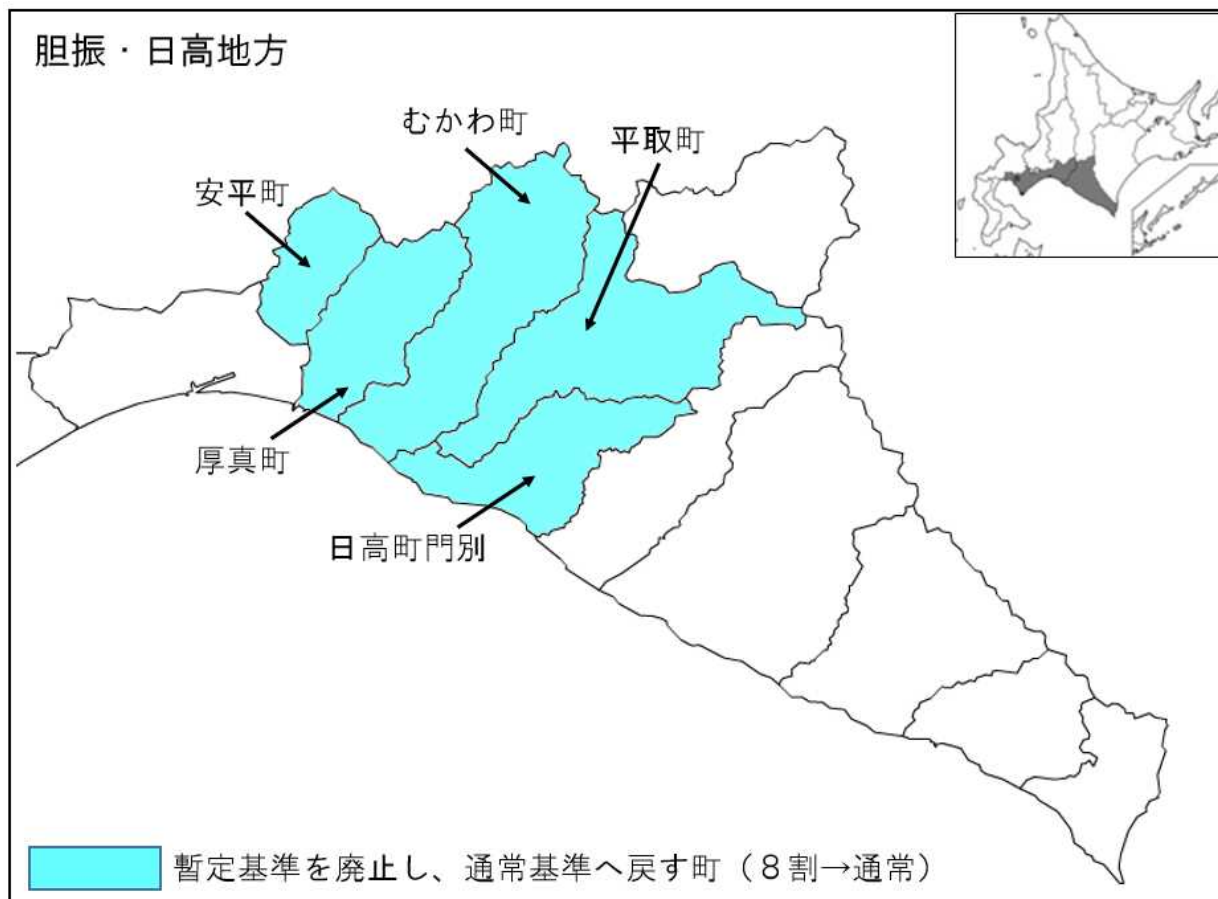 胆振・日高地方
むかわ町
平取町
安平町
厚真町
日高町門別
暫定基準を廃止し、通常基準へ戻す町(8割→通常)